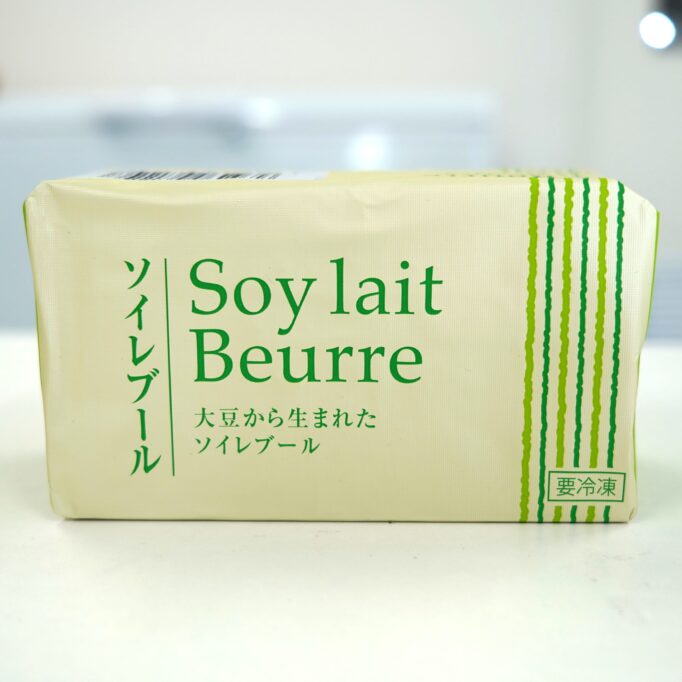 ソイレブール
Soy lait
Beurre
大豆から生まれた
ソイレブール
要冷凍